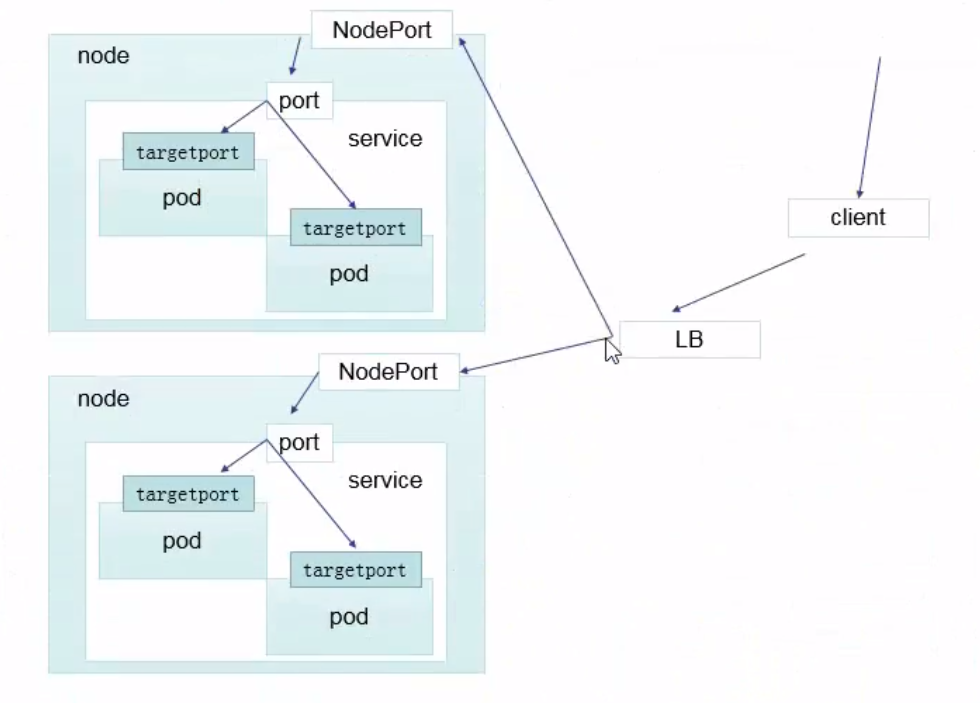 NodePort
node
port
service
targetport
pod
targetport
pod
client
LB
NodePort
node
port
service
targetport
pod
targetport
pod